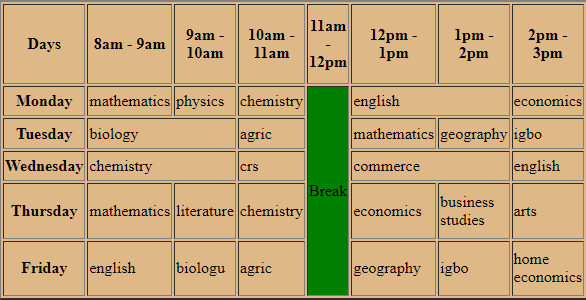 Days 8am - 9am 9am - 10am 10am - 11am 11am - 12pm 12pm - 1pm 1pm - 2pm 2pm - 3pm
Monday mathematics physics chemistry english economics
Tuesday biology agric mathematics geography igbo
Wednesday chemistry crs commerce english
Break
Thursday mathematics literature chemistry economics business studies arts
Friday english biologu agric geography igbo home economics